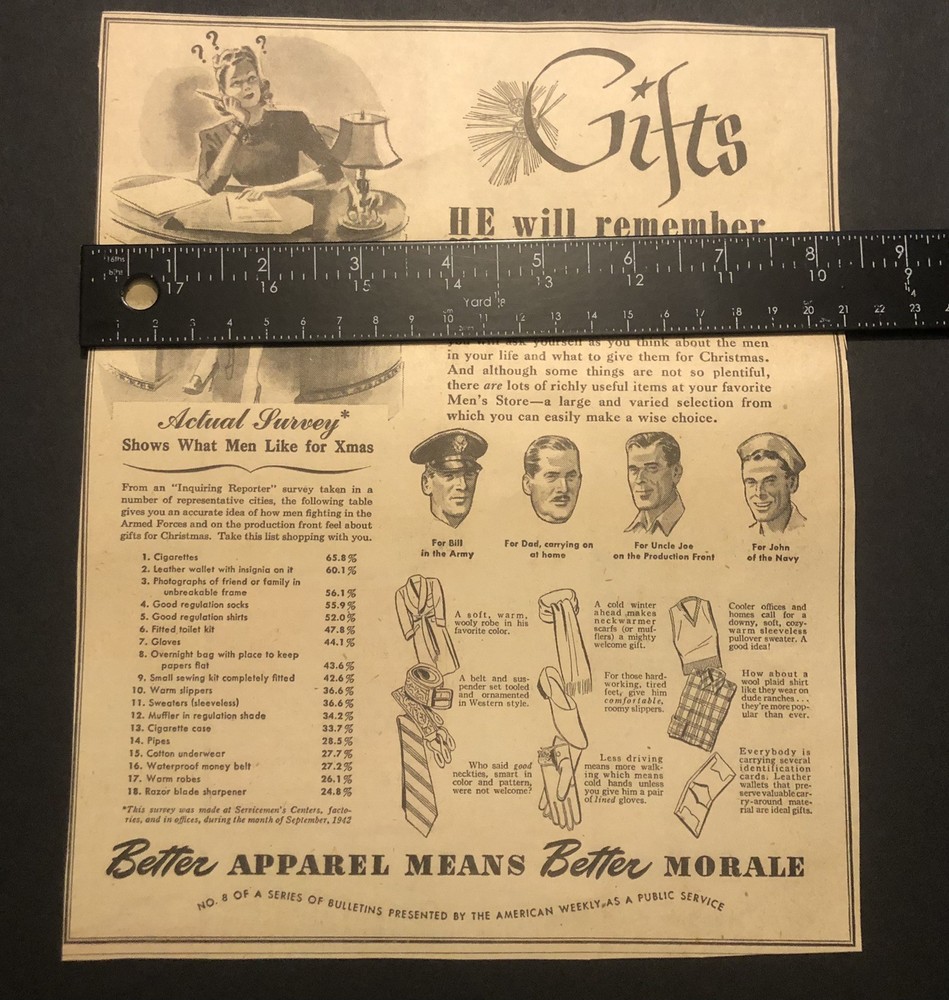 ? ? ?
Gifts
HE will remember
16ths
1 2 3 4 5 6 7 8 9
17 16 15 14 13 12 11 10 9
Yard
1 2 3 4 5 6 7 8 9 10 11 12 13 14 15 16 17 18 19 20 21 22 23
you will ask yourself as you think about the men
in your life and what to give them for Christmas.
And although some things are not so plentiful,
there are lots of richly useful items at your favorite
Men's Store—a large and varied selection from
which you can easily make a wise choice.
Actual Survey*
Shows What Men Like for Xmas
From an "Inquiring Reporter" survey taken in a
number of representative cities, the following table
gives you an accurate idea of how men fighting in the
Armed Forces and on the production front feel about
gifts for Christmas. Take this list shopping with you.
1. Cigarettes 65.8%
2. Leather wallet with insignia on it 60.1%
3. Photographs of friend or family in
unbreakable frame 56.1%
4. Good regulation socks 55.9%
5. Good regulation shirts 52.0%
6. Fitted toilet kit 47.8%
7. Gloves 44.1%
8. Overnight bag with place to keep
papers flat 43.6%
9. Small sewing kit completely fitted 42.6%
10. Warm slippers 36.6%
11. Sweaters (sleeveless) 36.6%
12. Muffler in regulation shade 34.2%
13. Cigarette case 33.7%
14. Pipes 28.5%
15. Cotton underwear 27.7%
16. Waterproof money belt 27.2%
17. Warm robes 26.1%
18. Razor blade sharpener 24.8%
*This survey was made at Servicemen's Centers, facto-
ries, and in offices, during the month of September, 1942
For Bill
in the Army
For Dad, carrying on
at home
For Uncle Joe
on the Production Front
For John
of the Navy
A soft, warm,
wooly robe in his
favorite color.
A belt and sus-
pender set tooled
and ornamented
in Western style.
Who said good
neckties, smart in
color and pattern,
were not welcome?
A cold winter
ahead makes
neckwarmer
scarfs (or muf-
flers) a mighty
welcome gift.
For those hard-
working, tired
feet, give him
comfortable,
roomy slippers.
Less driving
means more walk-
ing which means
cold hands unless
you give him a pair
of lined gloves.
Cooler offices and
homes call for a
downy, soft, cozy-
warm sleeveless
pullover sweater. A
good idea!
How about a
wool plaid shirt
like they wear on
dude ranches . . .
they're more pop-
ular than ever.
Everybody is
carrying several
identification
cards. Leather
wallets that pre-
serve valuable car-
ry-around mate-
rial are ideal gifts.
Better APPAREL MEANS Better MORALE
NO. 8 OF A SERIES OF BULLETINS PRESENTED BY THE AMERICAN WEEKLY AS A PUBLIC SERVICE